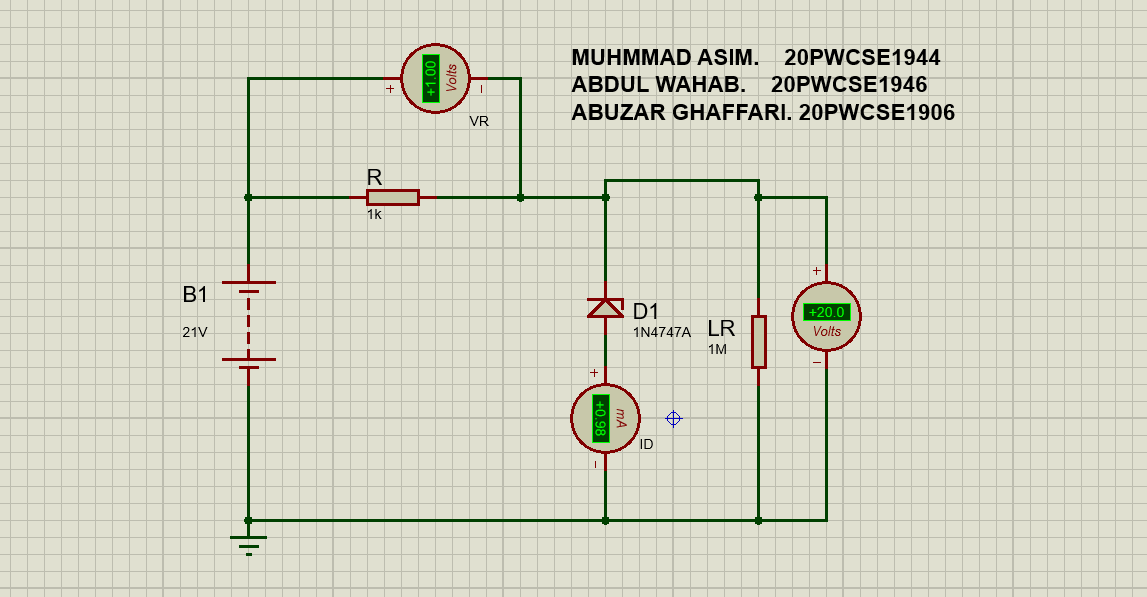 MUHMMAD ASIM. 20PWCSE1944
ABDUL WAHAB. 20PWCSE1946
ABUZAR GHAFFARI. 20PWCSE1906
+1.00
Volts
+
−
VR
R
1k
B1
21V
D1
1N4747A
LR
1M
+
+20.0
Volts
−
+
+0.98
mA
ID
−